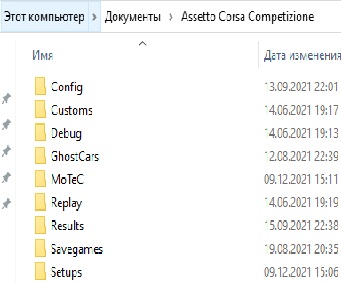 Этот компьютер > Документы > Assetto Corsa Competizione
Имя Дата изменения
Config 13.09.2021 22:01
Customs 14.06.2021 19:17
Debug 14.06.2021 19:13
GhostCars 12.08.2021 22:39
MoTeC 09.12.2021 15:11
Replay 14.06.2021 19:19
Results 15.09.2021 22:38
Savegames 19.08.2021 20:35
Setups 09.12.2021 15:06